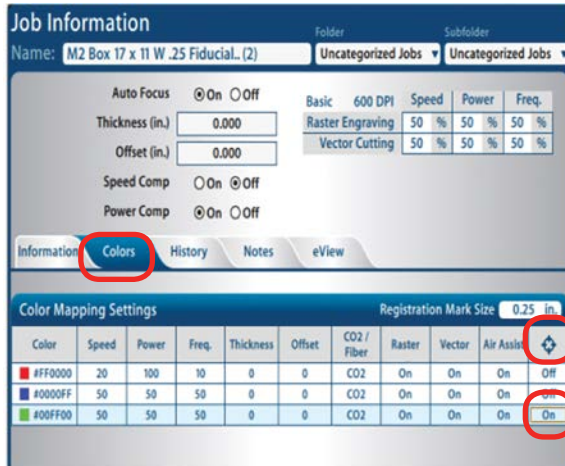 Job Information
Folder Subfolder
Name: M2 Box 17 x 11 W .25 Fiducial.. (2) Uncategorized Jobs Uncategorized Jobs
Auto Focus On Off
Thickness (in.) 0.000
Offset (in.) 0.000
Speed Comp On Off
Power Comp On Off
Basic 600 DPI Speed Power Freq.
Raster Engraving 50 % 50 % 50 %
Vector Cutting 50 % 50 % 50 %
Information Colors History Notes eView
Color Mapping Settings Registration Mark Size 0.25 in.
Color Speed Power Freq. Thickness Offset CO2 / Fiber Raster Vector Air Assist
#FF0000 20 100 10 0 0 CO2 On On On Off
#0000FF 50 50 50 0 0 CO2 On On On Off
#00FF00 50 50 50 0 0 CO2 On On On On